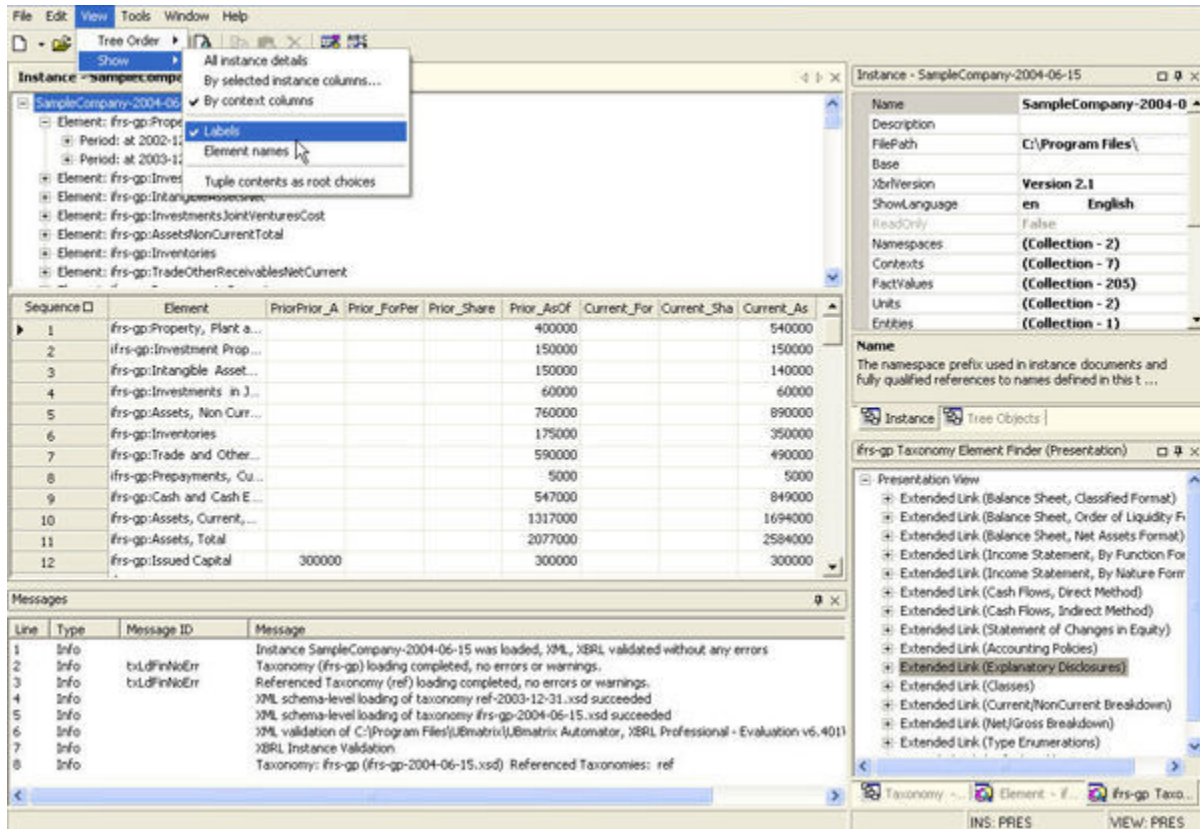 File Edit View Tools Window Help
Tree Order
Show
All instance details
By selected instance columns...
By context columns
Labels
Element names
Tuple contents as root choices
Instance - SampleCompa
SampleCompany-2004-06
Element: ifrs-gp:Prope
Period: at 2002-12
Period: at 2003-12
Element: ifrs-gp:Inves
Element: ifrs-gp:IntangibleAssetsNet
Element: ifrs-gp:InvestmentsJointVenturesCost
Element: ifrs-gp:AssetsNonCurrentTotal
Element: ifrs-gp:Inventories
Element: ifrs-gp:TradeOtherReceivablesNetCurrent
Sequence Element PriorPrior_A Prior_ForPer Prior_Share Prior_AsOf Current_For Current_Sha Current_As
1 ifrs-gp:Property, Plant a... 400000 540000
2 ifrs-gp:Investment Prop... 150000 150000
3 ifrs-gp:Intangible Asset... 150000 140000
4 ifrs-gp:Investments in J... 60000 60000
5 ifrs-gp:Assets, Non Curr... 760000 890000
6 ifrs-gp:Inventories 175000 350000
7 ifrs-gp:Trade and Other... 590000 490000
8 ifrs-gp:Prepayments, Cu... 5000 5000
9 ifrs-gp:Cash and Cash E... 547000 849000
10 ifrs-gp:Assets, Current,... 1317000 1694000
11 ifrs-gp:Assets, Total 2077000 2584000
12 ifrs-gp:Issued Capital 300000 300000 300000
Messages
Line Type Message ID Message
1 Info Instance SampleCompany-2004-06-15 was loaded, XML, XBRL validated without any errors
2 Info txLdFinNoErr Taxonomy (ifrs-gp) loading completed, no errors or warnings.
3 Info txLdFinNoErr Referenced Taxonomy (ref) loading completed, no errors or warnings.
4 Info XML schema-level loading of taxonomy ref-2003-12-31.xsd succeeded
5 Info XML schema-level loading of taxonomy ifrs-gp-2004-06-15.xsd succeeded
6 Info XML validation of C:\Program Files\UBmatrix\UBmatrix Automator, XBRL Professional - Evaluation v6.401\
7 Info XBRL Instance Validation
8 Info Taxonomy: ifrs-gp (ifrs-gp-2004-06-15.xsd) Referenced Taxonomies: ref
Instance - SampleCompany-2004-06-15
Name SampleCompany-2004-0
Description
FilePath C:\Program Files\
Base
XbrlVersion Version 2.1
ShowLanguage en English
ReadOnly False
Namespaces (Collection - 2)
Contexts (Collection - 7)
FactValues (Collection - 205)
Units (Collection - 2)
Entities (Collection - 1)
Name
The namespace prefix used in instance documents and
fully qualified references to names defined in this t ...
Instance Tree Objects
ifrs-gp Taxonomy Element Finder (Presentation)
Presentation View
Extended Link (Balance Sheet, Classified Format)
Extended Link (Balance Sheet, Order of Liquidity F
Extended Link (Balance Sheet, Net Assets Format)
Extended Link (Income Statement, By Function For
Extended Link (Income Statement, By Nature Form
Extended Link (Cash Flows, Direct Method)
Extended Link (Cash Flows, Indirect Method)
Extended Link (Statement of Changes in Equity)
Extended Link (Accounting Policies)
Extended Link (Explanatory Disclosures)
Extended Link (Classes)
Extended Link (Current/NonCurrent Breakdown)
Extended Link (Net/Gross Breakdown)
Extended Link (Type Enumerations)
Taxonomy - ... Element - if... ifrs-gp Taxo...
INS: PRES VIEW: PRES